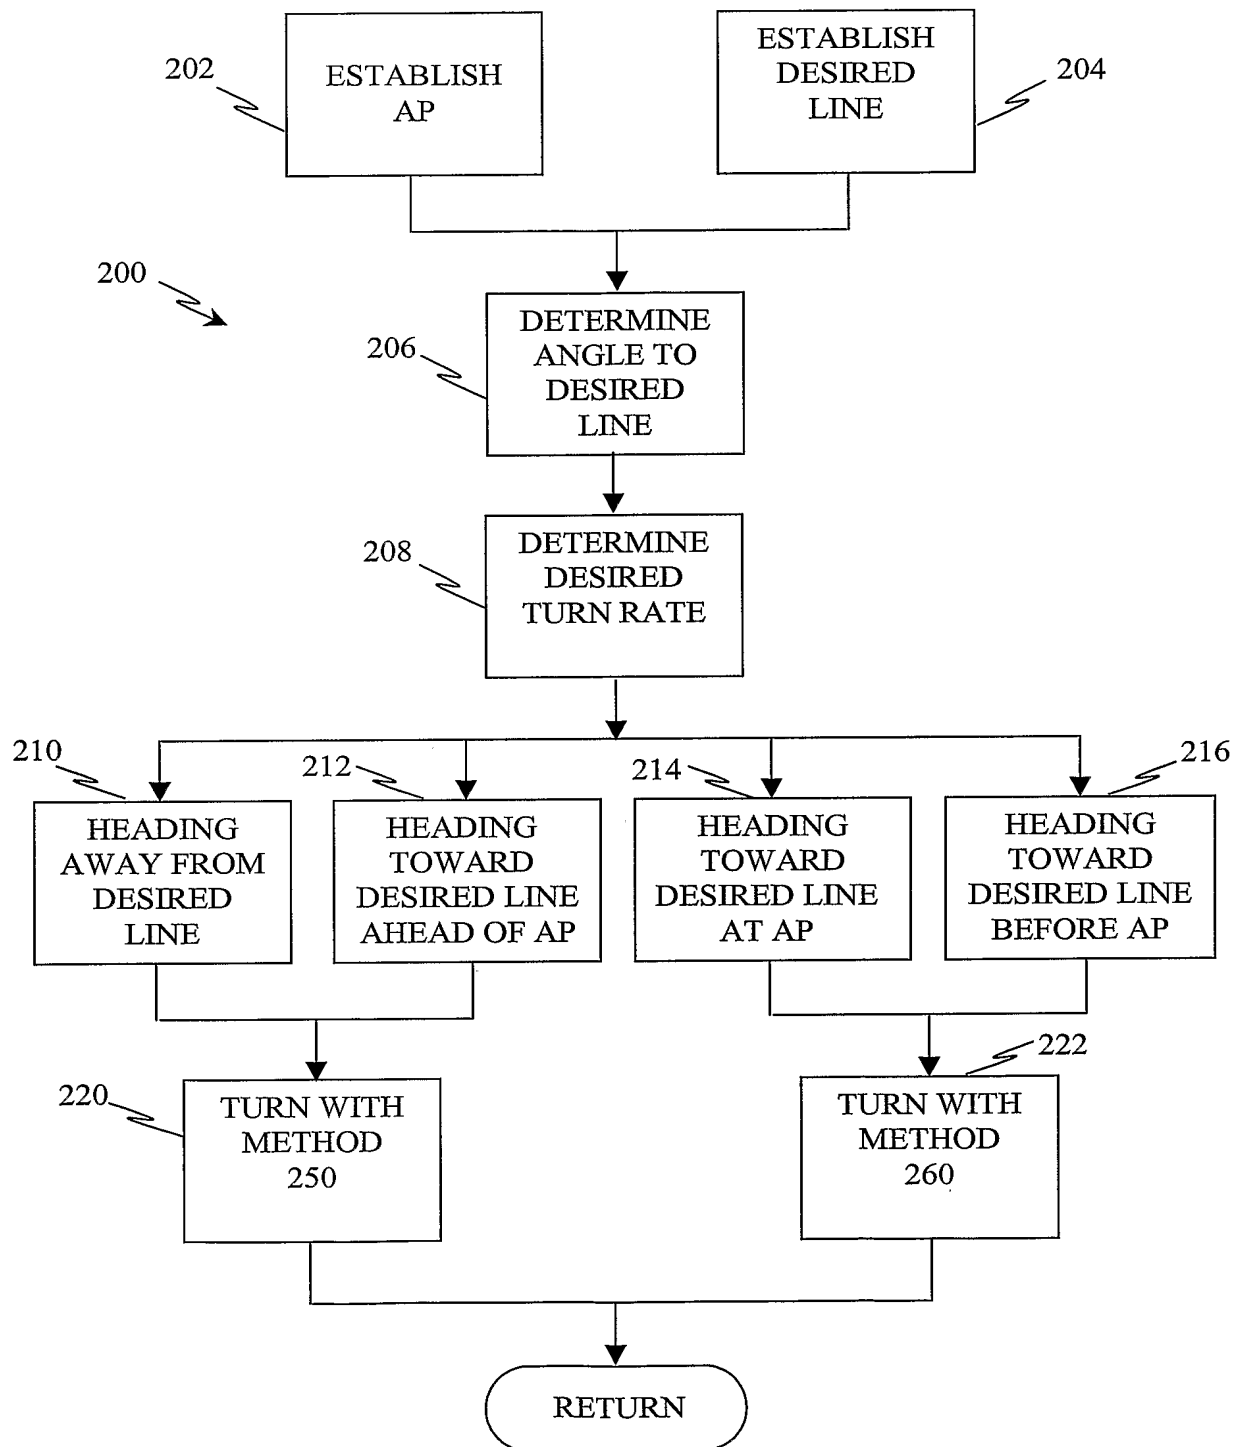 202
ESTABLISH
AP
ESTABLISH
DESIRED
LINE
204
200
206
DETERMINE
ANGLE TO
DESIRED
LINE
208
DETERMINE
DESIRED
TURN RATE
210
HEADING
AWAY FROM
DESIRED
LINE
212
HEADING
TOWARD
DESIRED LINE
AHEAD OF AP
214
HEADING
TOWARD
DESIRED LINE
AT AP
216
HEADING
TOWARD
DESIRED LINE
BEFORE AP
220
TURN WITH
METHOD
250
222
TURN WITH
METHOD
260
RETURN